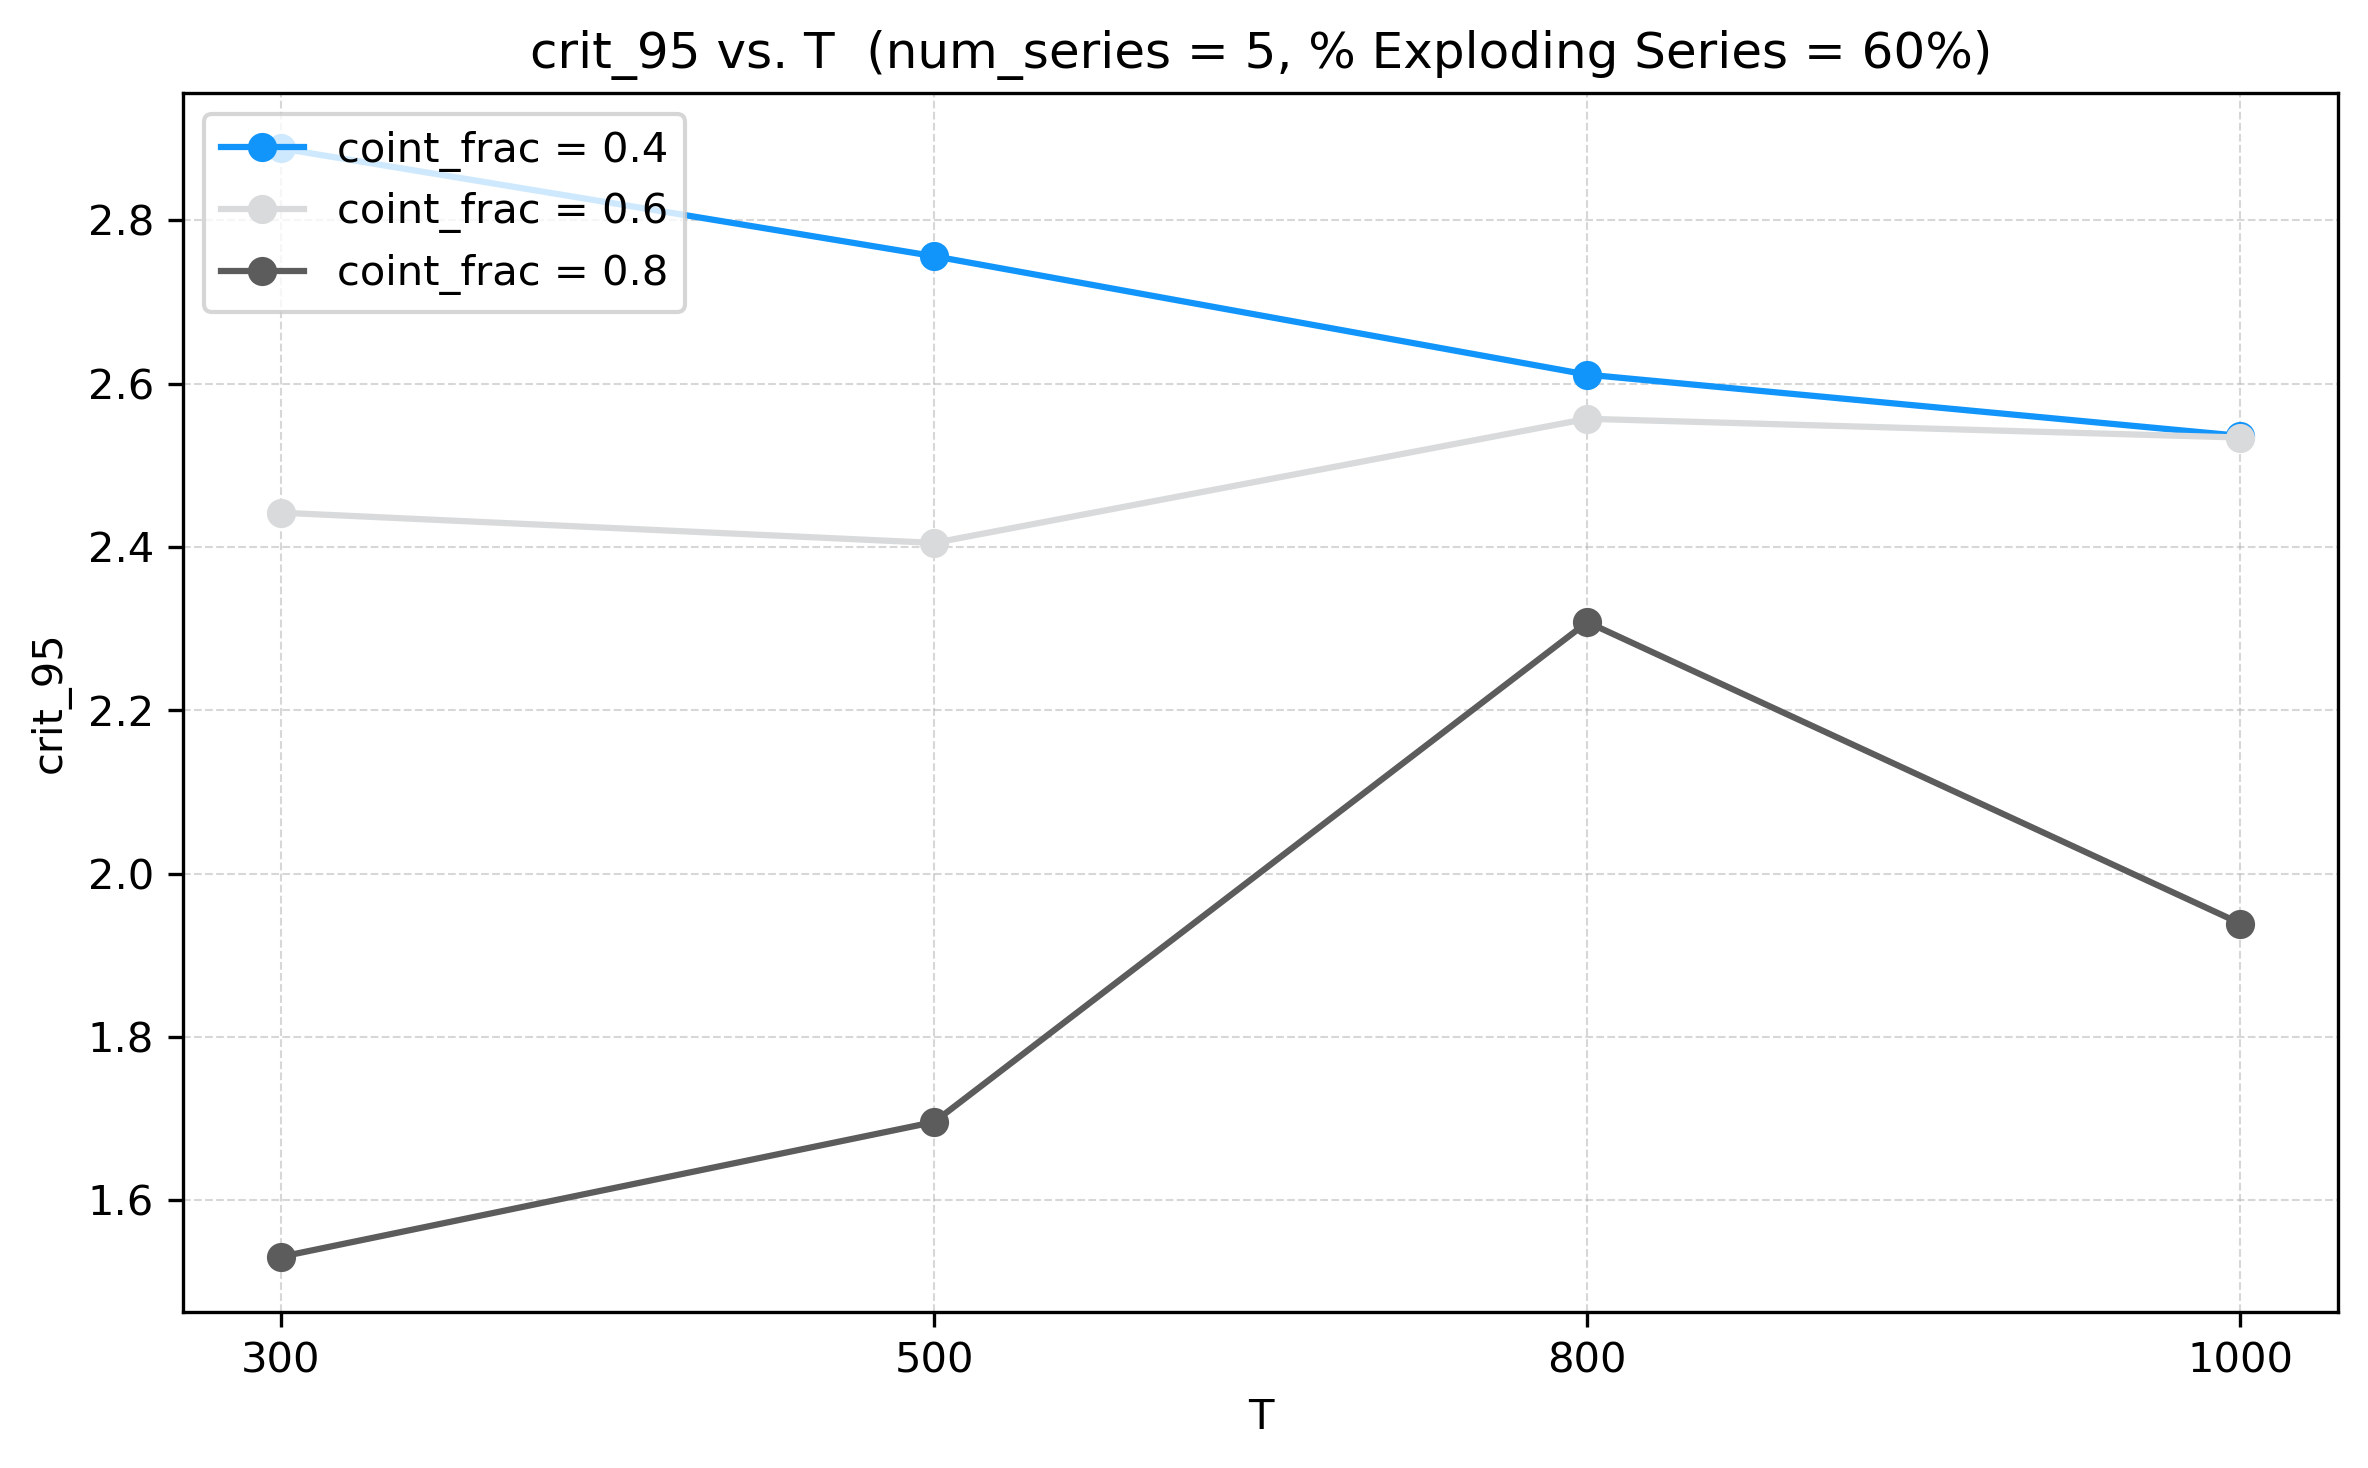 crit_95 vs. T  (num_series = 5, % Exploding Series = 60%)
coint_frac = 0.4
coint_frac = 0.6
coint_frac = 0.8
crit_95
2.8
2.6
2.4
2.2
2.0
1.8
1.6
300 500 800 1000
T